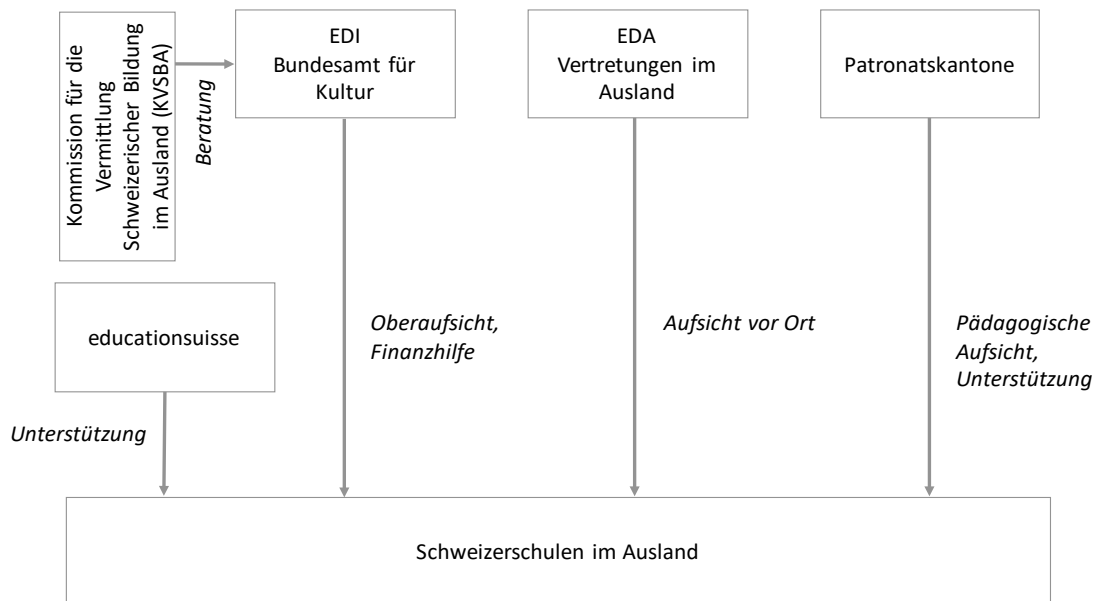 Kommission für die
Vermittlung
Schweizerischer Bildung
im Ausland (KVSBA)
Beratung
EDI
Bundesamt für
Kultur
EDA
Vertretungen im
Ausland
Patronatskantone
educationsuisse
Oberaufsicht,
Finanzhilfe
Aufsicht vor Ort
Pädagogische
Aufsicht,
Unterstützung
Unterstützung
Schweizerschulen im Ausland